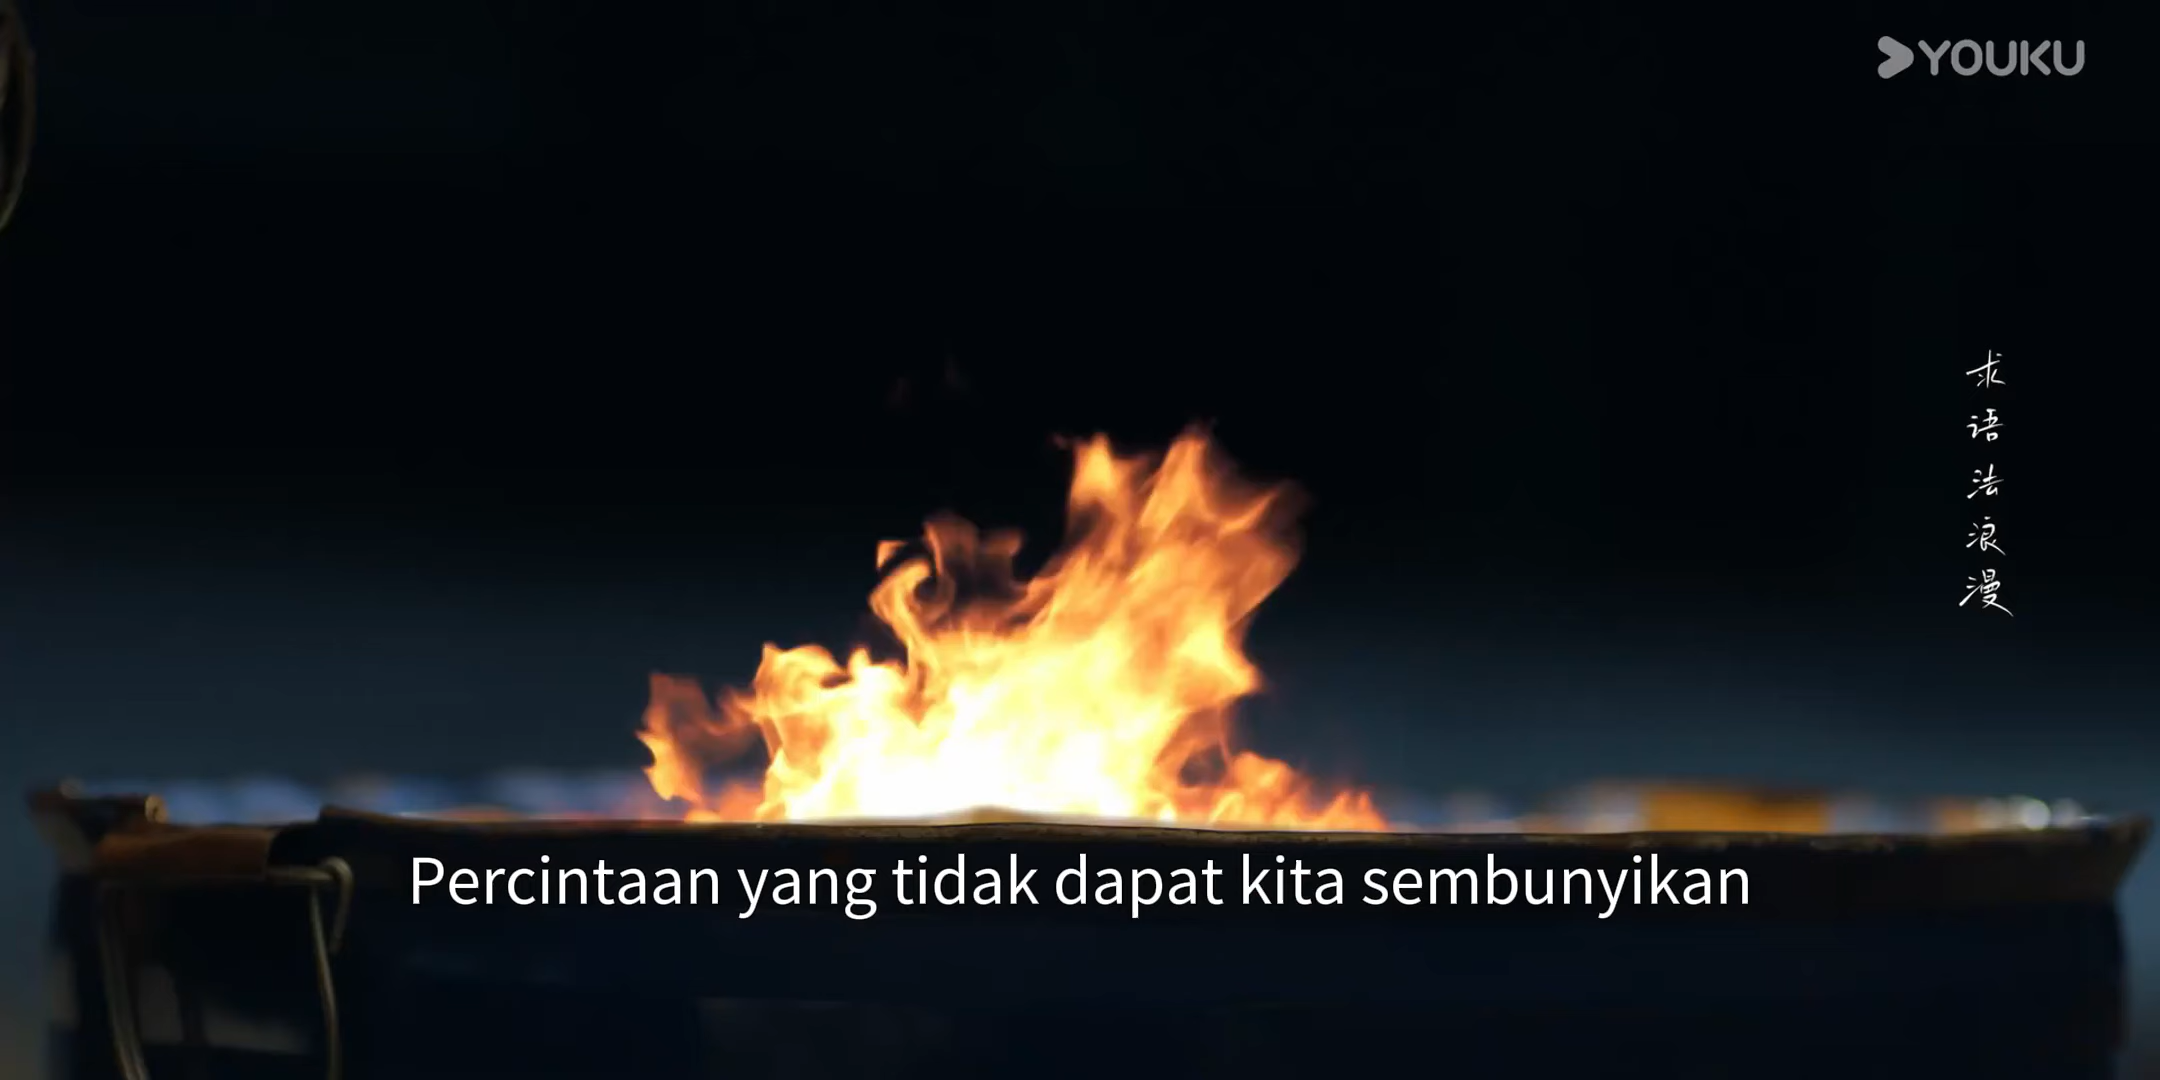 YOUKU
求语法浪漫
Percintaan yang tidak dapat kita sembunyikan